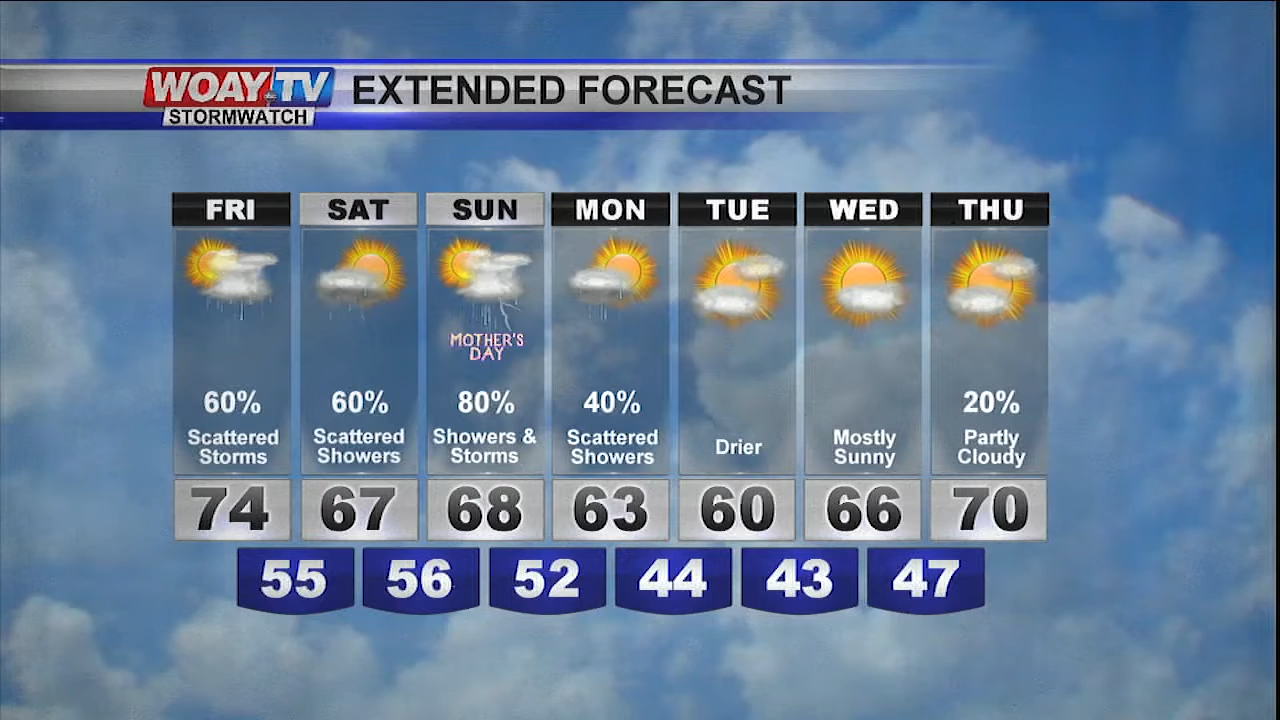 WOAY-TV EXTENDED FORECAST
STORMWATCH
FRI SAT SUN MON TUE WED THU
MOTHER'S
DAY
60% 60% 80% 40% 20%
Scattered Scattered Showers & Scattered Drier Mostly Partly
Storms Showers Storms Showers Sunny Cloudy
74 67 68 63 60 66 70
55 56 52 44 43 47